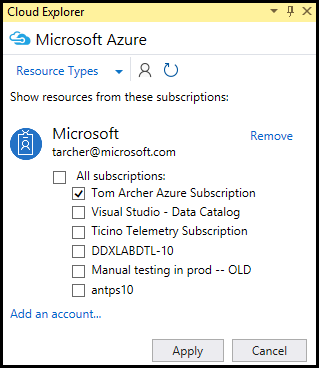 Cloud Explorer
Microsoft Azure
Resource Types
Show resources from these subscriptions:
Microsoft Remove
tarcher@microsoft.com
All subscriptions:
Tom Archer Azure Subscription
Visual Studio - Data Catalog
Ticino Telemetry Subscription
DDXLABDTL-10
Manual testing in prod -- OLD
antps10
Add an account...
Apply Cancel